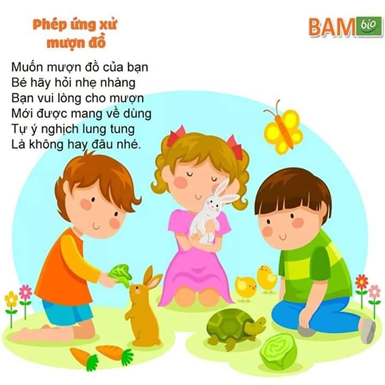 Phép ứng xử
mượn đồ
BAM bio
Muốn mượn đồ của bạn
Bé hãy hỏi nhẹ nhàng
Bạn vui lòng cho mượn
Mới được mang về dùng
Tự ý nghịch lung tung
Là không hay đâu nhé.